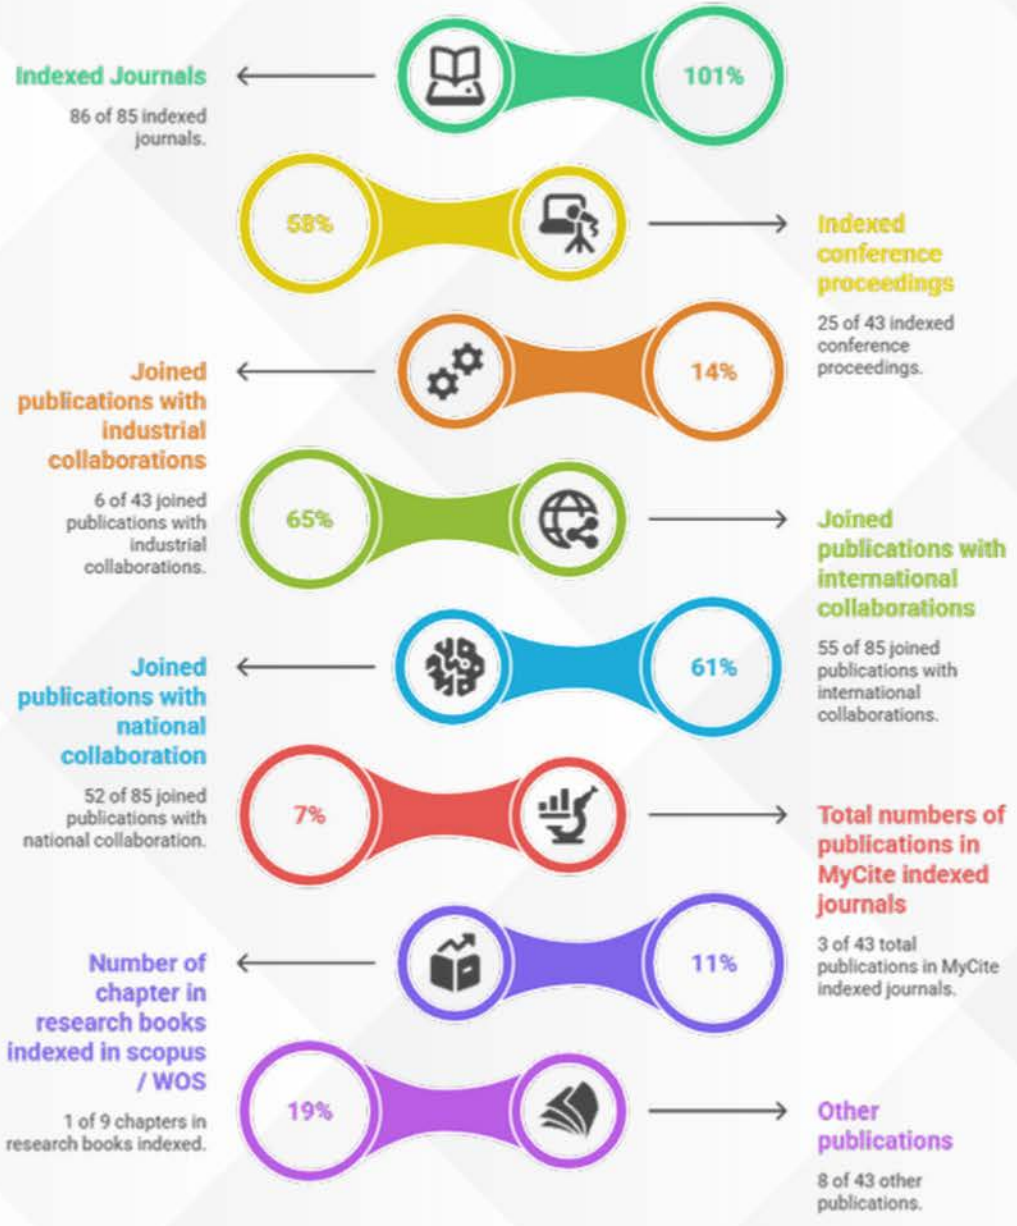 Indexed Journals
86 of 85 indexed
journals.
101%
58%
Indexed
conference
proceedings
25 of 43 indexed
conference
proceedings.
Joined
publications with
industrial
collaborations
6 of 43 joined
publications with
industrial
collaborations.
14%
65%
Joined
publications with
international
collaborations
55 of 85 joined
publications with
international
collaborations.
Joined
publications with
national
collaboration
52 of 85 joined
publications with
national collaboration.
61%
7%
Total numbers of
publications in
MyCite indexed
journals
3 of 43 total
publications in MyCite
indexed journals.
Number of
chapter in
research books
indexed in scopus
/ WOS
1 of 9 chapters in
research books indexed.
11%
19%
Other
publications
8 of 43 other
publications.